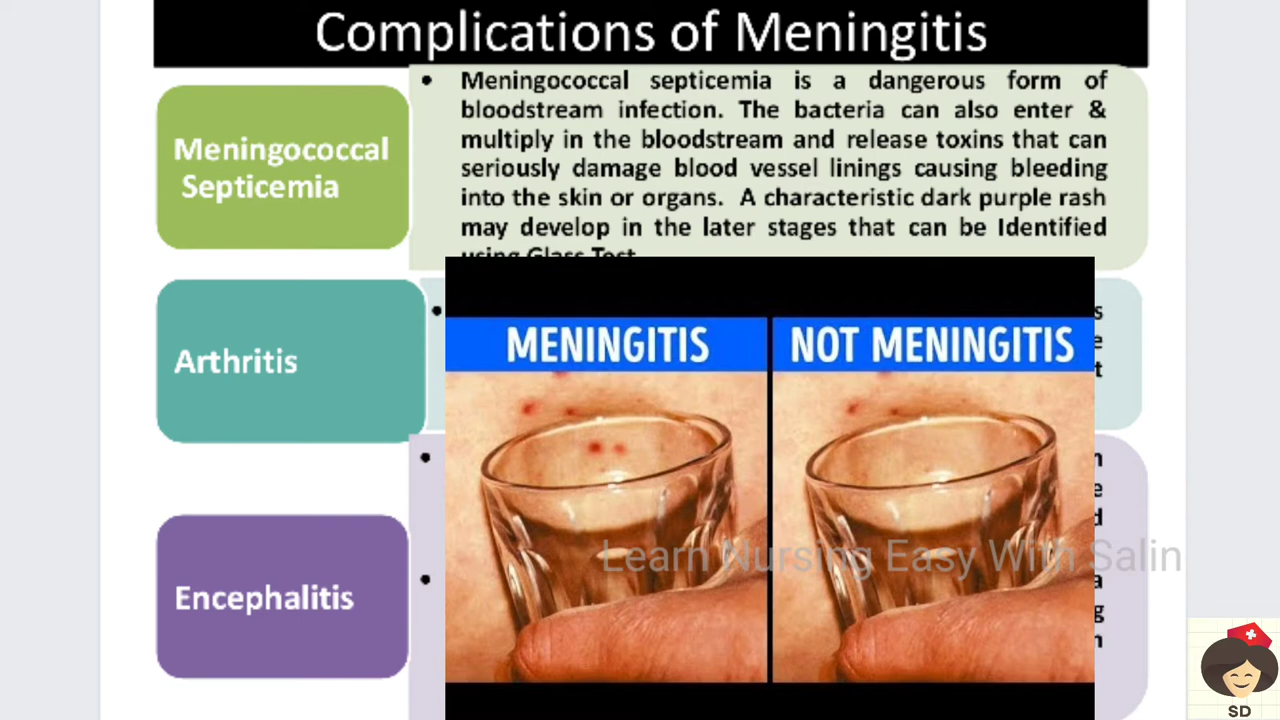 Complications of Meningitis
Meningococcal
Septicemia
• Meningococcal septicemia is a dangerous form of
bloodstream infection. The bacteria can also enter &
multiply in the bloodstream and release toxins that can
seriously damage blood vessel linings causing bleeding
into the skin or organs. A characteristic dark purple rash
may develop in the later stages that can be Identified
using Glass Test
Arthritis
Encephalitis
MENINGITIS
NOT MENINGITIS
Learn Nursing Easy With Salin
SD